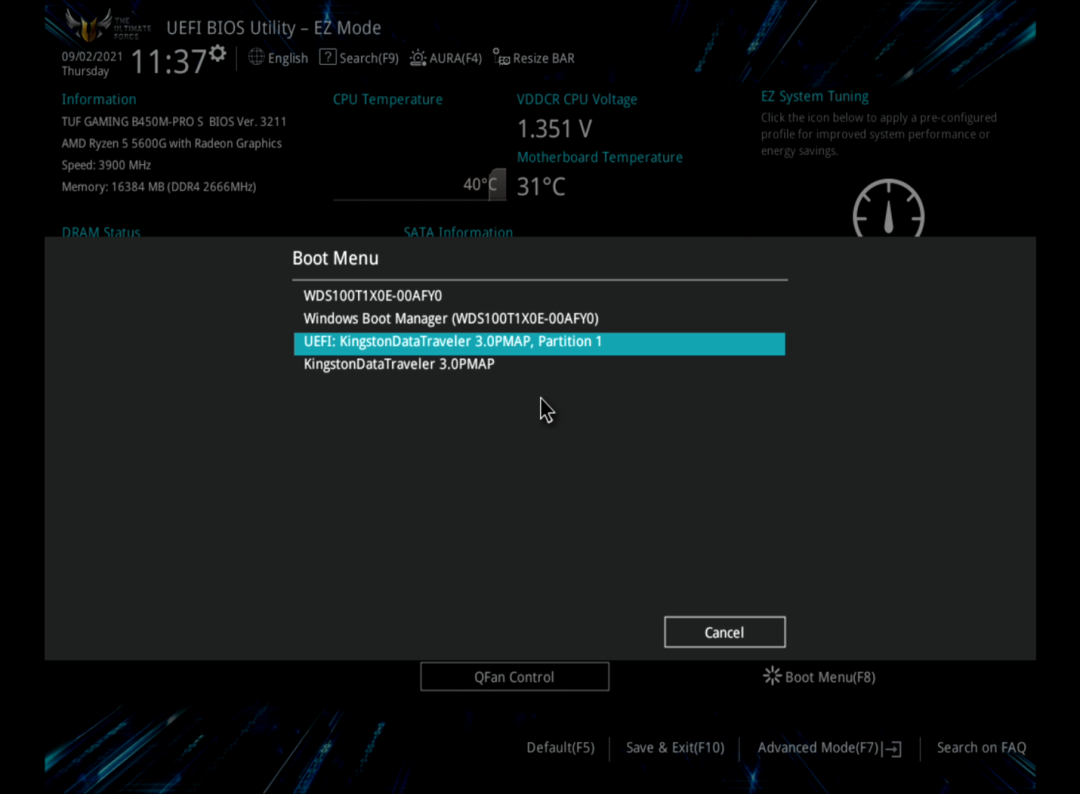 THE ULTIMATE FORCE
UEFI BIOS Utility – EZ Mode
09/02/2021
Thursday
11:37
English
Search(F9)
AURA(F4)
Resize BAR
Information
TUF GAMING B450M-PRO S BIOS Ver. 3211
AMD Ryzen 5 5600G with Radeon Graphics
Speed: 3900 MHz
Memory: 16384 MB (DDR4 2666MHz)
CPU Temperature
40°C
VDDCR CPU Voltage
1.351 V
Motherboard Temperature
31°C
EZ System Tuning
Click the icon below to apply a pre-configured
profile for improved system performance or
energy savings.
DRAM Status
SATA Information
Boot Menu
WDS100T1X0E-00AFY0
Windows Boot Manager (WDS100T1X0E-00AFY0)
UEFI: KingstonDataTraveler 3.0PMAP, Partition 1
KingstonDataTraveler 3.0PMAP
Cancel
QFan Control
Boot Menu(F8)
Default(F5)
Save & Exit(F10)
Advanced Mode(F7)
Search on FAQ